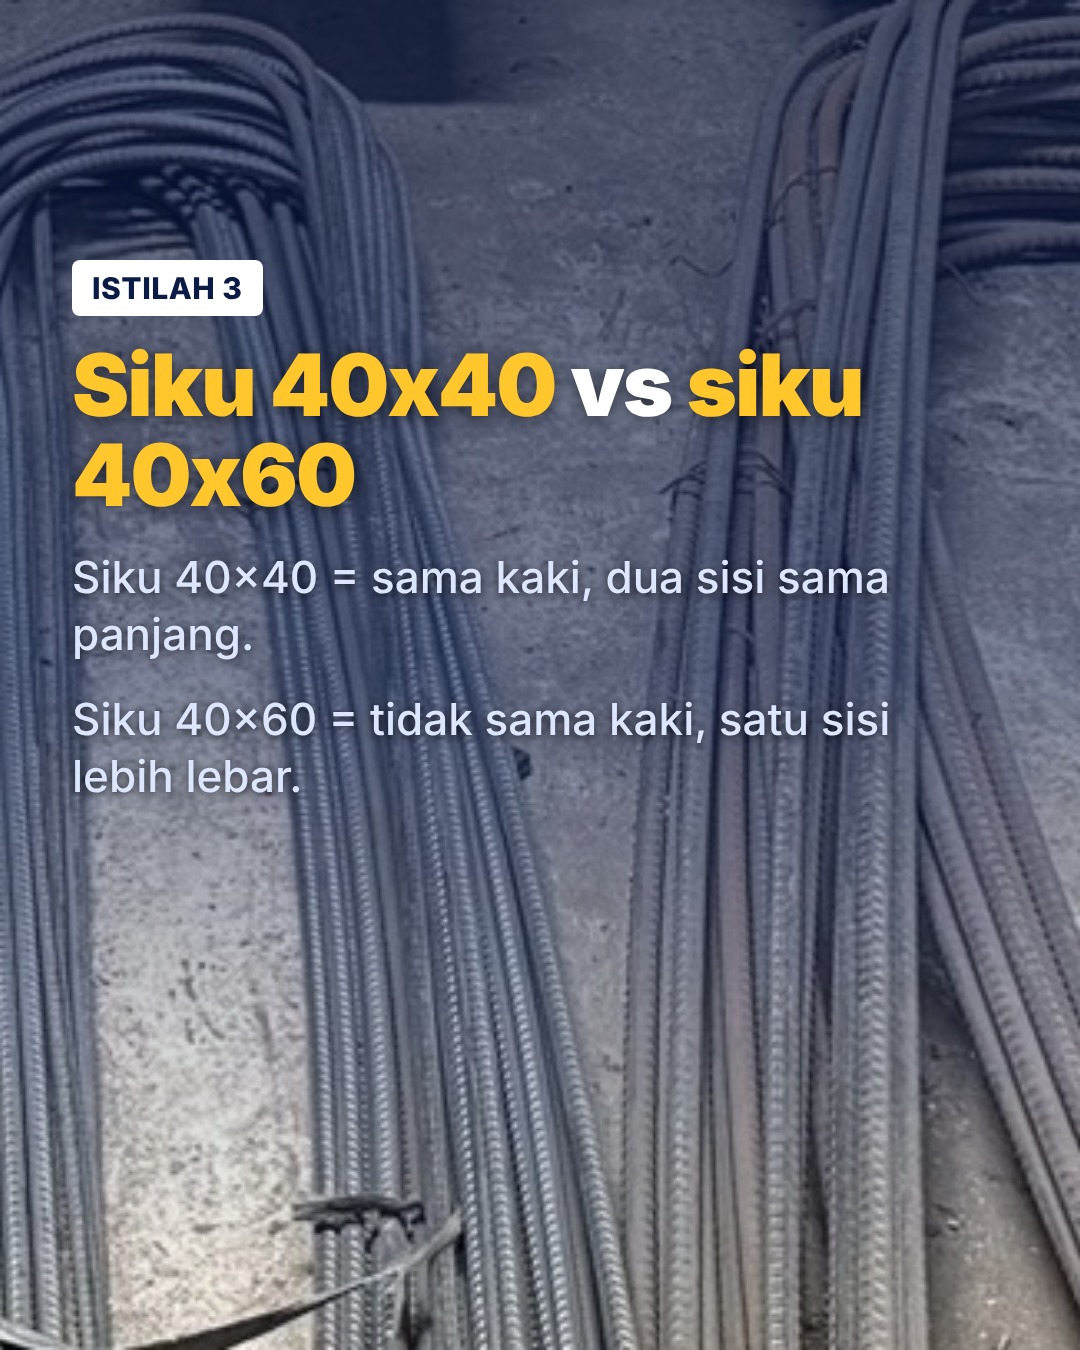 ISTILAH 3
Siku 40x40 vs siku
40x60
Siku 40×40 = sama kaki, dua sisi sama
panjang.
Siku 40×60 = tidak sama kaki, satu sisi
lebih lebar.